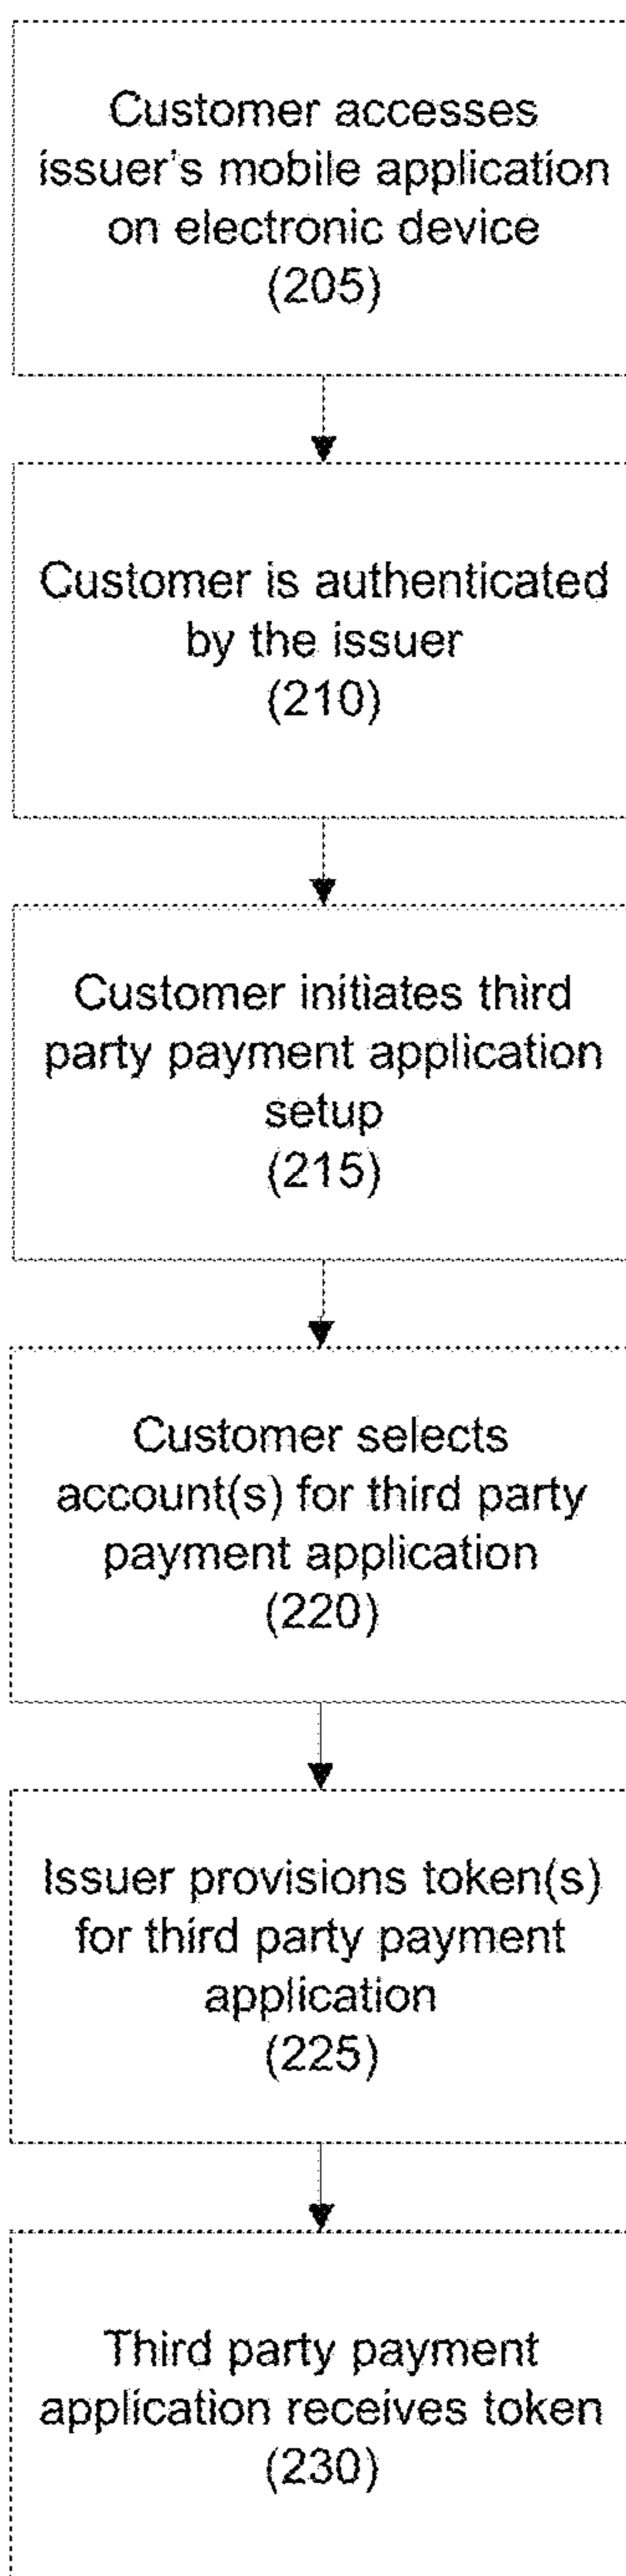 Customer accesses
issuer's mobile application
on electronic device
(205)
Customer is authenticated
by the issuer
(210)
Customer initiates third
party payment application
setup
(215)
Customer selects
account(s) for third party
payment application
(220)
Issuer provisions token(s)
for third party payment
application
(225)
Third party payment
application receives token
(230)